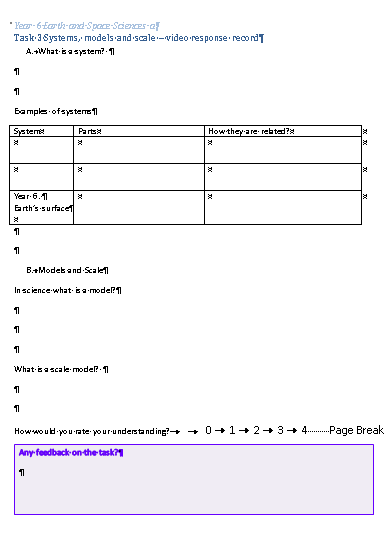 Year 6 Earth and Space Sciences
Task 3 Systems, models and scale – video response record¶
A.→What is a system? ¶
¶
¶
Examples of systems¶
System¤ Parts¤ How they are related?¤ ¤
¤ ¤ ¤ ¤
¤ ¤ ¤ ¤
Year 6.¶ ¤ ¤ ¤
Earth's surface¶
¤
¶
¶
B.→Models and Scale¶
In science what is a model?¶
¶
¶
¶
What is a scale model? ¶
¶
¶
How would you rate your understanding?→ → 0 → 1 → 2 → 3 → 4··········Page Break
Any feedback on the task?¶
¶